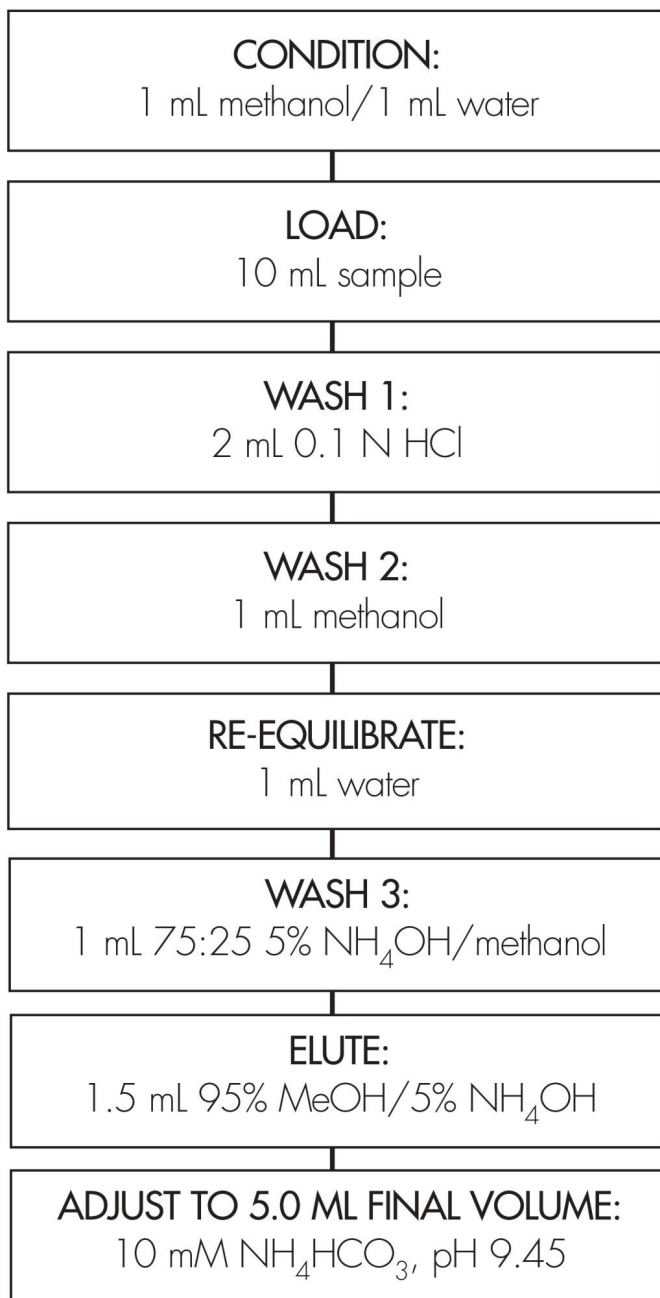 CONDITION:
1 mL methanol/1 mL water
LOAD:
10 mL sample
WASH 1:
2 mL 0.1 N HCl
WASH 2:
1 mL methanol
RE-EQUILIBRATE:
1 mL water
WASH 3:
1 mL 75:25 5% NH₄OH/methanol
ELUTE:
1.5 mL 95% MeOH/5% NH₄OH
ADJUST TO 5.0 ML FINAL VOLUME:
10 mM NH₄HCO₃, pH 9.45